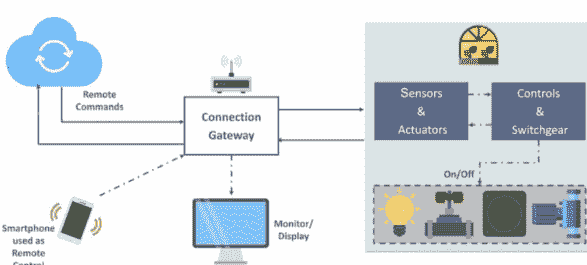 Remote
Commands
Connection
Gateway
Sensors
&
Actuators
Controls
&
Switchgear
On/Off
Smartphone
used as
Remote
Control
Monitor/
Display